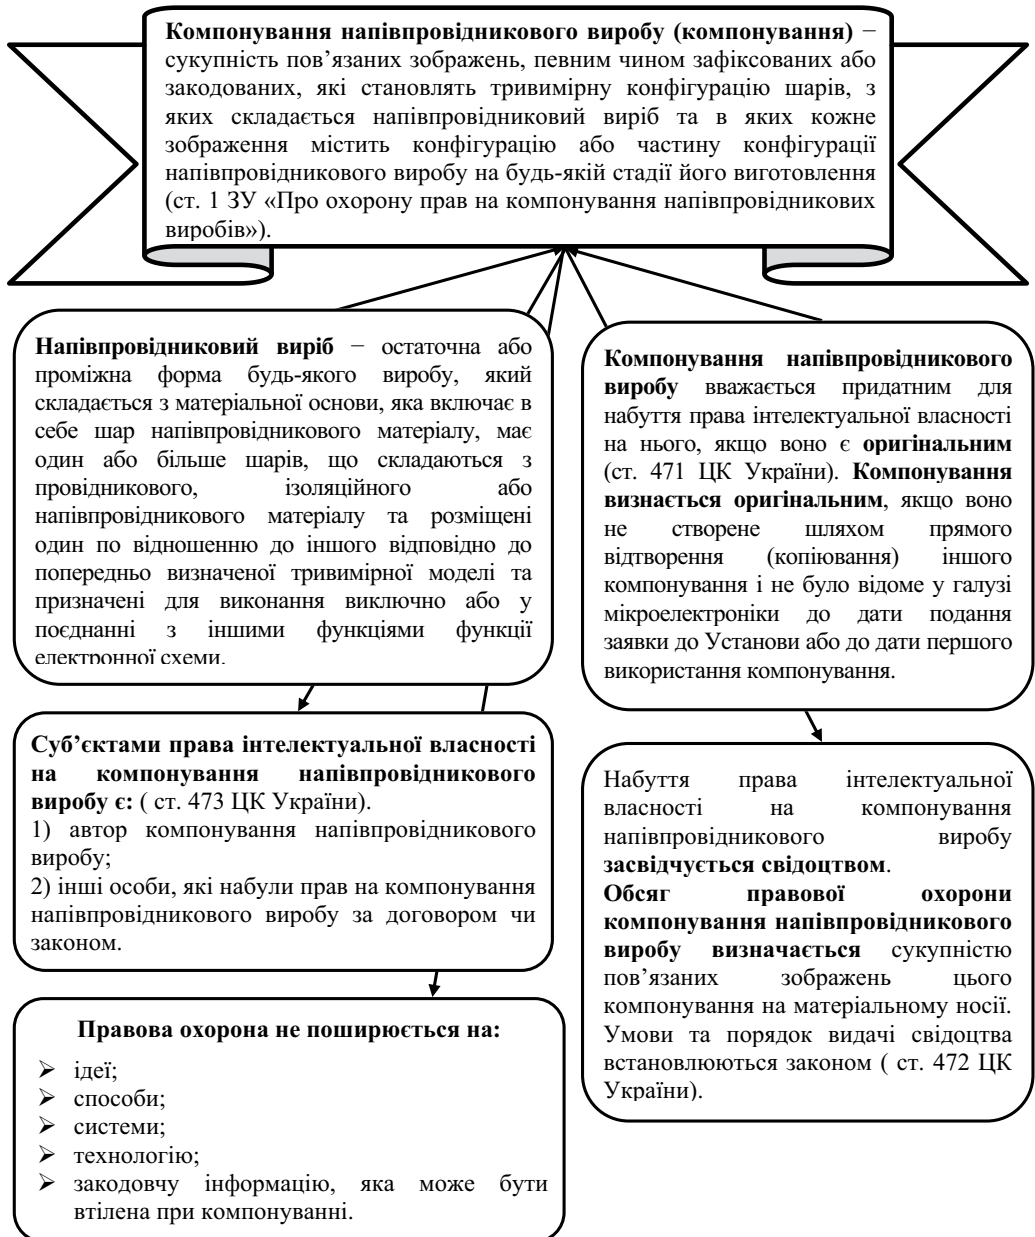 Компонування напівпровідникового виробу (компонування) −
сукупність пов’язаних зображень, певним чином зафіксованих або
закодованих, які становлять тривимірну конфігурацію шарів, з
яких складається напівпровідниковий виріб та в яких кожне
зображення містить конфігурацію або частину конфігурації
напівпровідникового виробу на будь-якій стадії його виготовлення
(ст. 1 ЗУ «Про охорону прав на компонування напівпровідникових
виробів»).
Напівпровідниковий виріб − остаточна або
проміжна форма будь-якого виробу, який
складається з матеріальної основи, яка включає в
себе шар напівпровідникового матеріалу, має
один або більше шарів, що складаються з
провідникового, ізоляційного або
напівпровідникового матеріалу та розміщені
один по відношенню до іншого відповідно до
попередньо визначеної тривимірної моделі та
призначені для виконання виключно або у
поєднанні з іншими функціями функції
електронної схеми.
Компонування напівпровідникового
виробу вважається придатним для
набуття права інтелектуальної власності
на нього, якщо воно є оригінальним
(ст. 471 ЦК України). Компонування
визнається оригінальним, якщо воно
не створене шляхом прямого
відтворення (копіювання) іншого
компонування і не було відоме у галузі
мікроелектроніки до дати подання
заявки до Установи або до дати першого
використання компонування.
Суб’єктами права інтелектуальної власності
на компонування напівпровідникового
виробу є: ( ст. 473 ЦК України).
1) автор компонування напівпровідникового
виробу;
2) інші особи, які набули прав на компонування
напівпровідникового виробу за договором чи
законом.
Набуття права інтелектуальної
власності на компонування
напівпровідникового виробу
засвідчується свідоцтвом.
Обсяг правової охорони
компонування напівпровідникового
виробу визначається сукупністю
пов’язаних зображень цього
компонування на матеріальному носії.
Умови та порядок видачі свідоцтва
встановлюються законом ( ст. 472 ЦК
України).
Правова охорона не поширюється на:
➢ ідеї;
➢ способи;
➢ системи;
➢ технологію;
➢ закодовчу інформацію, яка може бути
втілена при компонуванні.